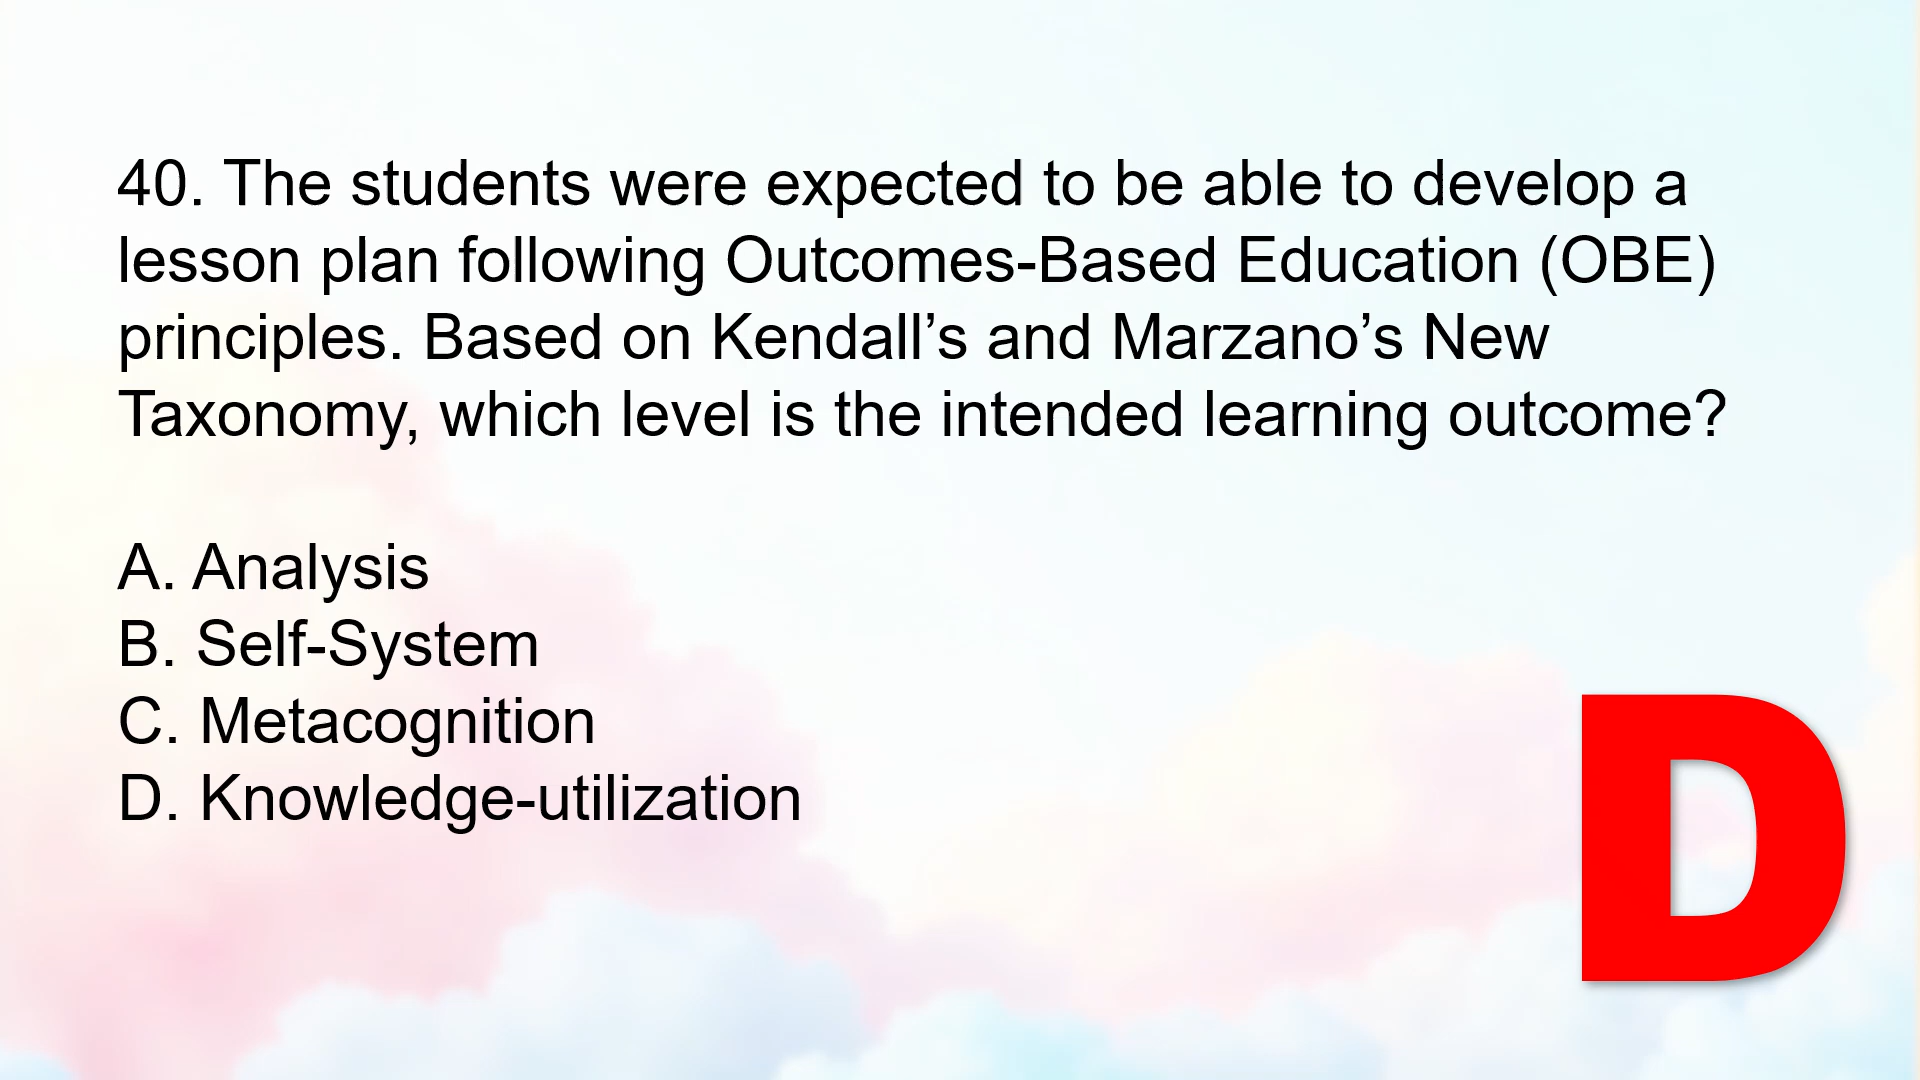 40. The students were expected to be able to develop a
lesson plan following Outcomes-Based Education (OBE)
principles. Based on Kendall’s and Marzano’s New
Taxonomy, which level is the intended learning outcome?
A. Analysis
B. Self-System
C. Metacognition
D. Knowledge-utilization
D